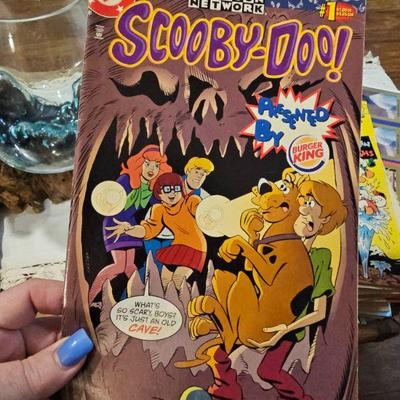 NETWORK
#1
SCOOBY-DOO!
PRESENTED
BY
BURGER
KING
WHAT'S
SO SCARY, BOYS?
IT'S JUST AN OLD
CAVE!